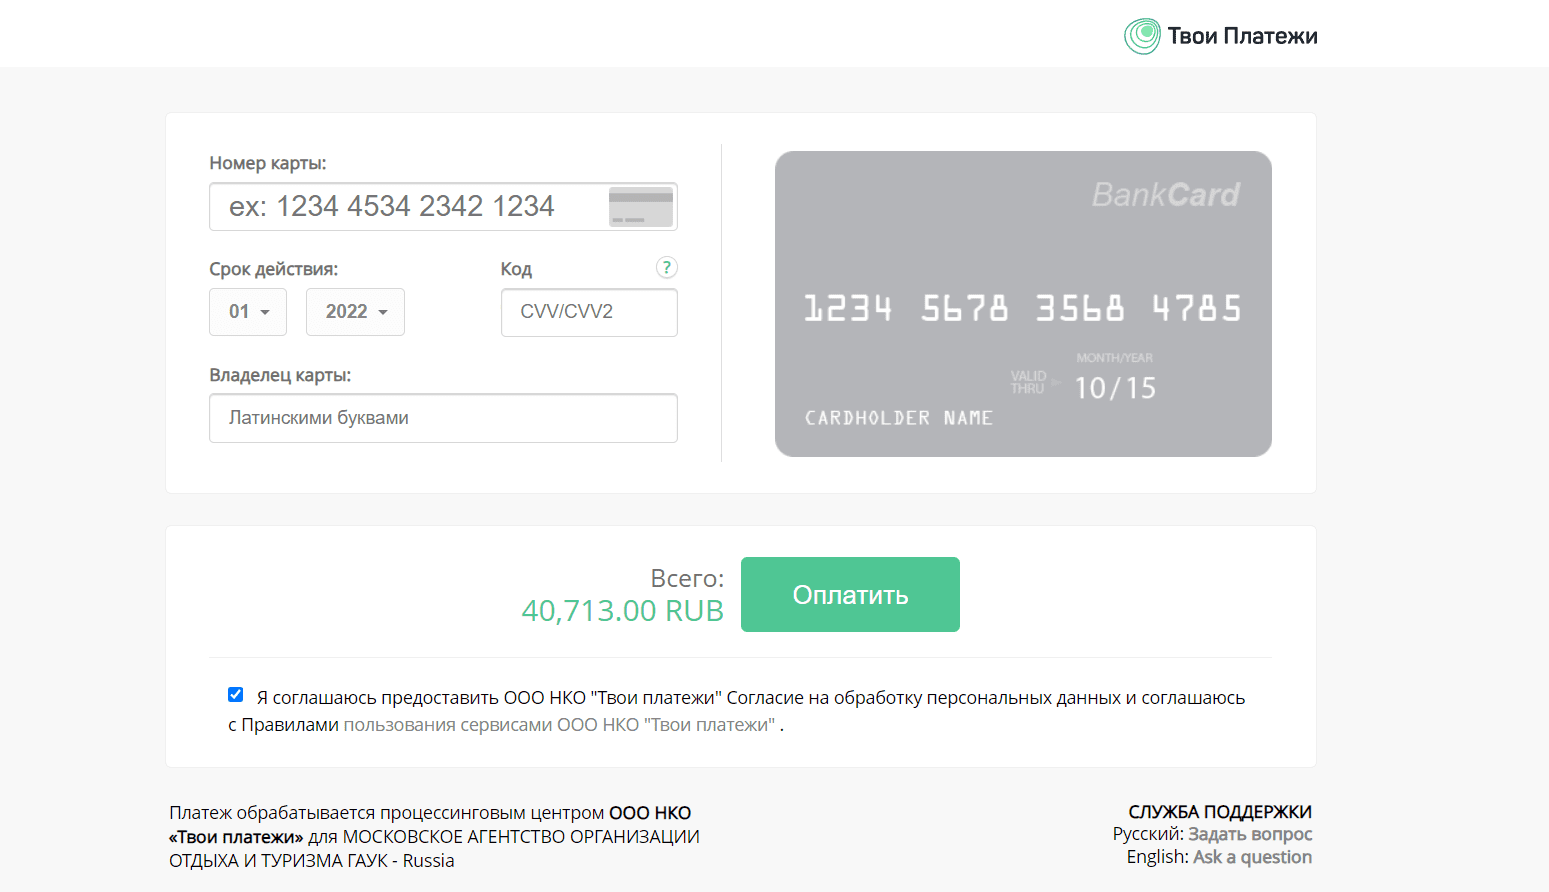 Твои Платежи
Номер карты:
ex: 1234 4534 2342 1234
Срок действия:
Код
?
01
2022
CVV/CVV2
Владелец карты:
Латинскими буквами
BankCard
1234 5678 3568 4785
MONTH/YEAR
VALID
THRU
10/15
CARDHOLDER NAME
Всего:
40,713.00 RUB
Оплатить
Я соглашаюсь предоставить ООО НКО "Твои платежи" Согласие на обработку персональных данных и соглашаюсь
с Правилами пользования сервисами ООО НКО "Твои платежи" .
Платеж обрабатывается процессинговым центром ООО НКО
«Твои платежи» для МОСКОВСКОЕ АГЕНТСТВО ОРГАНИЗАЦИИ
ОТДЫХА И ТУРИЗМА ГАУК - Russia
СЛУЖБА ПОДДЕРЖКИ
Русский: Задать вопрос
English: Ask a question